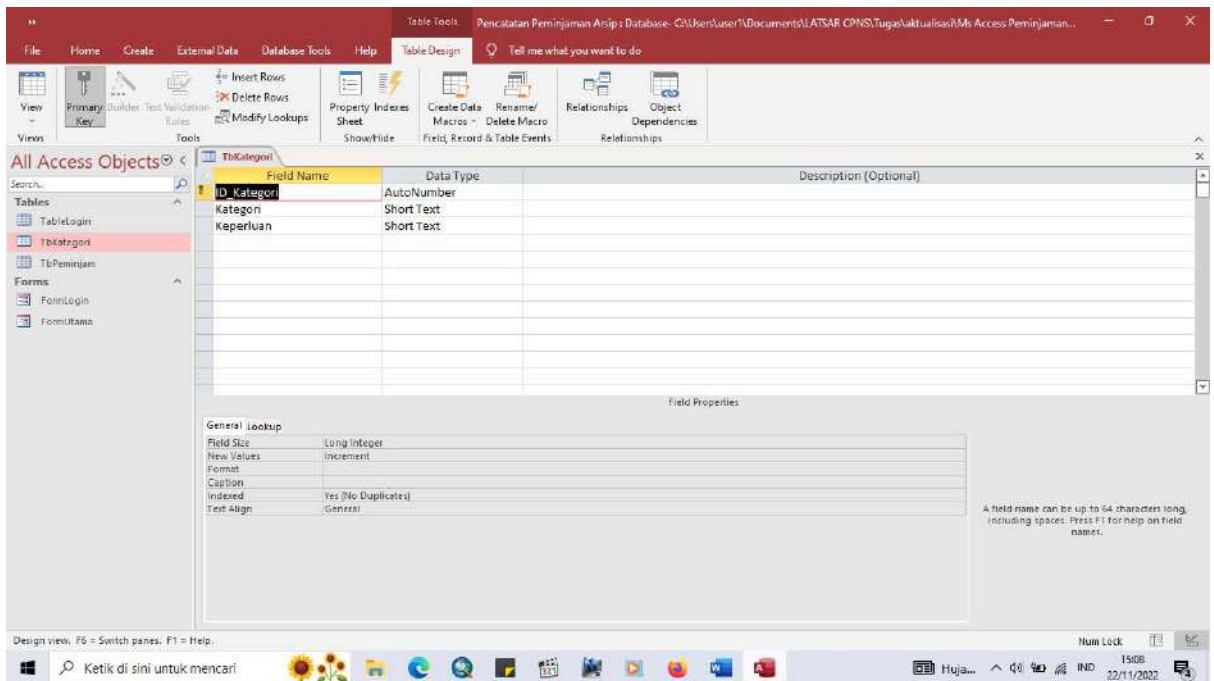 Table Tools
Pencatatan Peminjaman Arsip : Database- C:\Users\user1\Documents\LATSAR CPNS\Tugas\aktualisasi\Ms Access Peminjaman...
File Home Create External Data Database Tools Help Table Design Tell me what you want to do
View
Primary Key
Builder
Test Validation Rules
Insert Rows
Delete Rows
Modify Lookups
Property Sheet
Indexes
Create Data Macros
Rename/ Delete Macro
Relationships
Object Dependencies
Views
Tools
Show/Hide
Field, Record & Table Events
Relationships
All Access Objects
Search...
Tables
TableLogin
TbKategori
TbPeminjam
Forms
FormLogin
FormUtama
TbKategori
Field Name Data Type Description (Optional)
ID_Kategori AutoNumber
Kategori Short Text
Keperluan Short Text
Field Properties
General Lookup
Field Size Long Integer
New Values Increment
Format
Caption
Indexed Yes (No Duplicates)
Text Align General
A field name can be up to 64 characters long,
including spaces. Press F1 for help on field
names.
Design view. F6 = Switch panes. F1 = Help.
Num Lock
Ketik di sini untuk mencari
Huja...
IND
15:08
22/11/2022